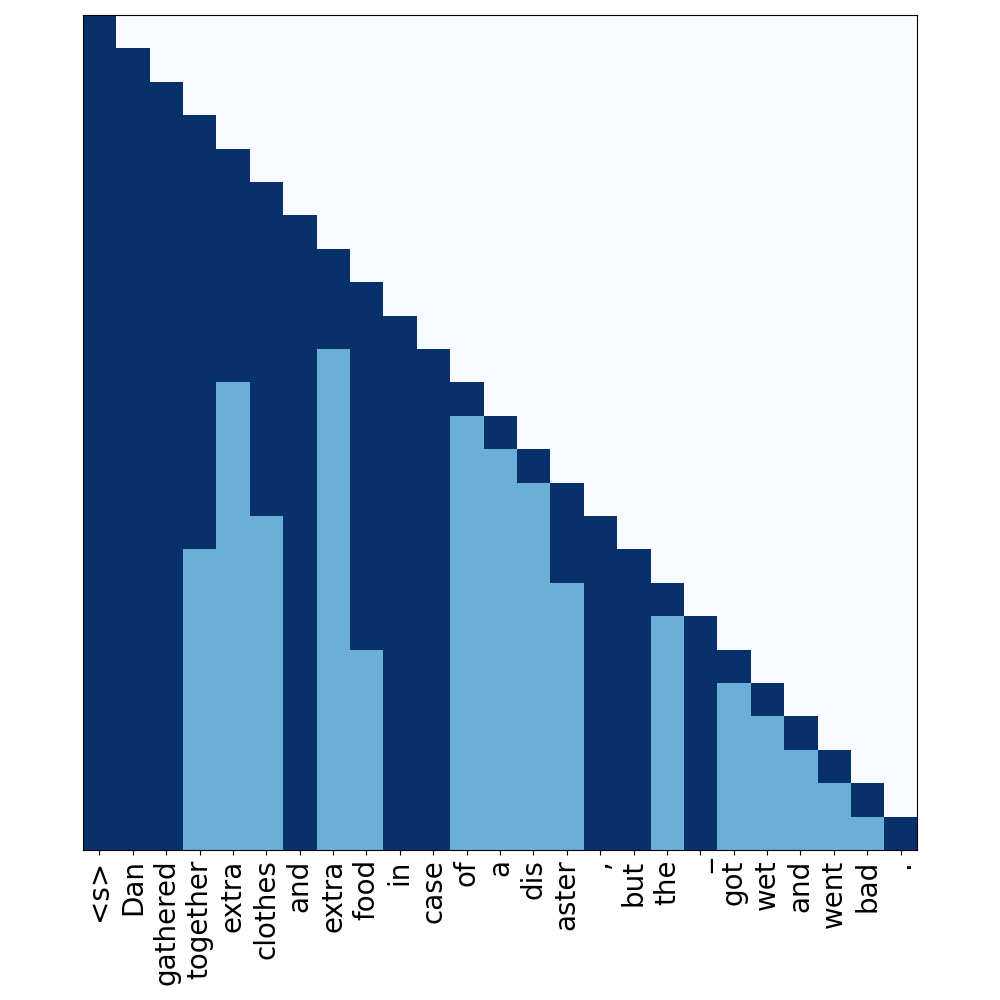 <s> Dan gathered together extra clothes and extra food in case of a dis aster , but the _ got wet and went bad .